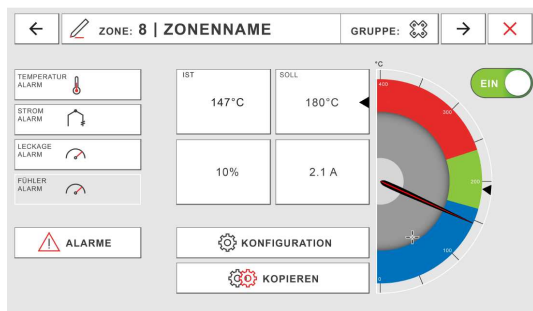 ZONE: 8 | ZONENNAME
GRUPPE:
TEMPERATUR
ALARM
STROM
ALARM
LECKAGE
ALARM
FÜHLER
ALARM
ALARME
IST
147°C
SOLL
180°C
10%
2.1 A
KONFIGURATION
KOPIEREN
°C
400
300
200
100
0
EIN